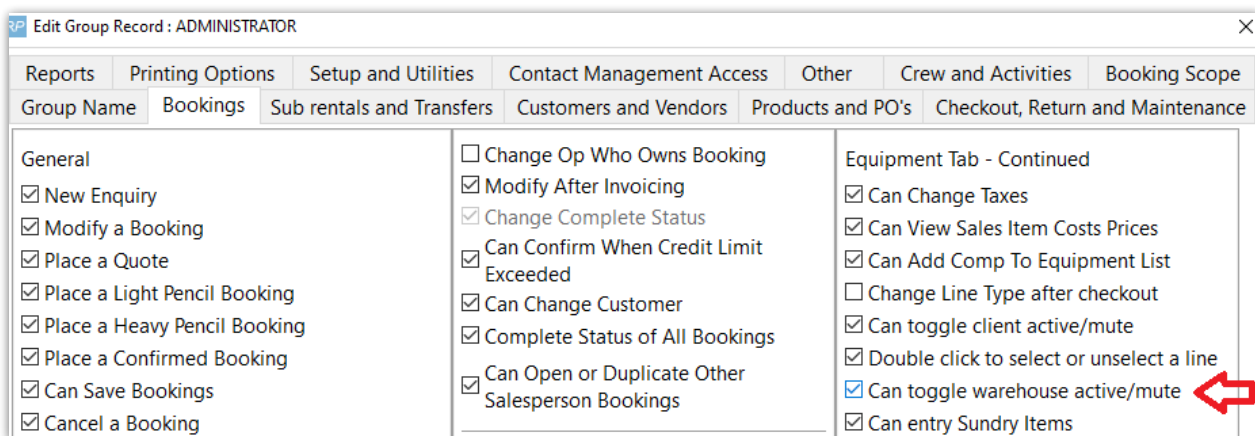 RP Edit Group Record : ADMINISTRATOR
Reports Printing Options Setup and Utilities Contact Management Access Other Crew and Activities Booking Scope
Group Name Bookings Sub rentals and Transfers Customers and Vendors Products and PO's Checkout, Return and Maintenance
General
New Enquiry
Modify a Booking
Place a Quote
Place a Light Pencil Booking
Place a Heavy Pencil Booking
Place a Confirmed Booking
Can Save Bookings
Cancel a Booking
Change Op Who Owns Booking
Modify After Invoicing
Change Complete Status
Can Confirm When Credit Limit
Exceeded
Can Change Customer
Complete Status of All Bookings
Can Open or Duplicate Other
Salesperson Bookings
Equipment Tab - Continued
Can Change Taxes
Can View Sales Item Costs Prices
Can Add Comp To Equipment List
Change Line Type after checkout
Can toggle client active/mute
Double click to select or unselect a line
Can toggle warehouse active/mute
Can entry Sundry Items